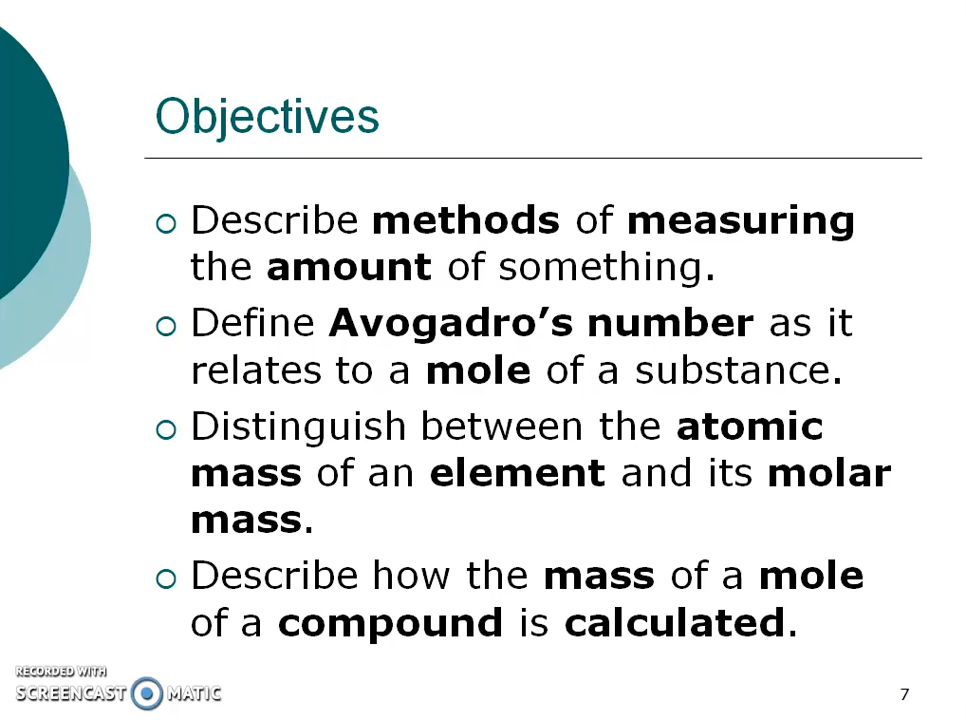 Objectives
Describe methods of measuring
the amount of something.
Define Avogadro’s number as it
relates to a mole of a substance.
Distinguish between the atomic
mass of an element and its molar
mass.
Describe how the mass of a mole
of a compound is calculated.
RECORDED WITH
SCREENCAST MATIC
7